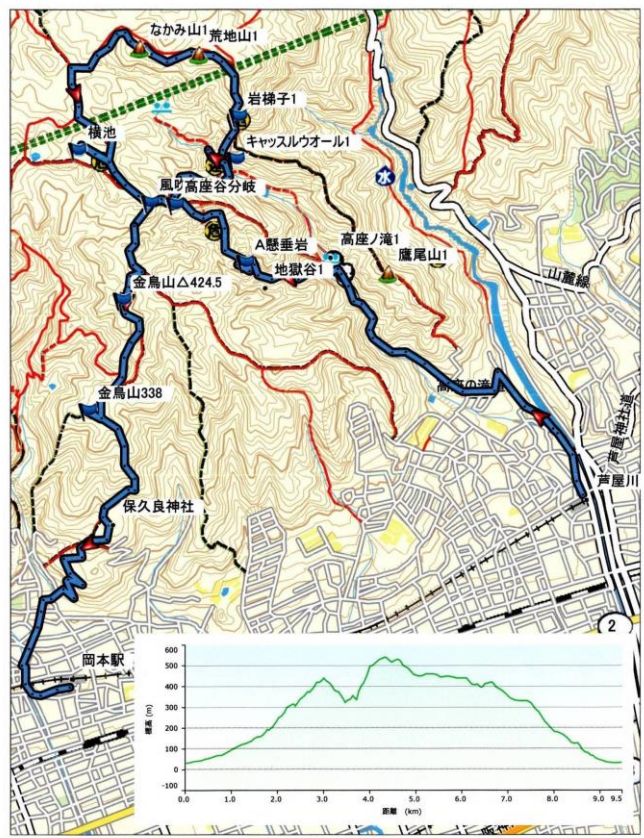 なかみ山1
荒地山1
岩梯子1
横池
キャッスルウオール1
水
風吹
高座谷分岐
A懸垂岩
高座ノ滝1
鷹尾山1
地獄谷1
山麓線
金鳥山△424.5
高座の滝
芦屋神社道
金鳥山338
芦屋川
保久良神社
2
岡本駅
600
500
400
300
200
100
0
-100
標高 (m)
0.0 1.0 2.0 3.0 4.0 5.0 6.0 7.0 8.0 9.0 9.5
距離 (km)